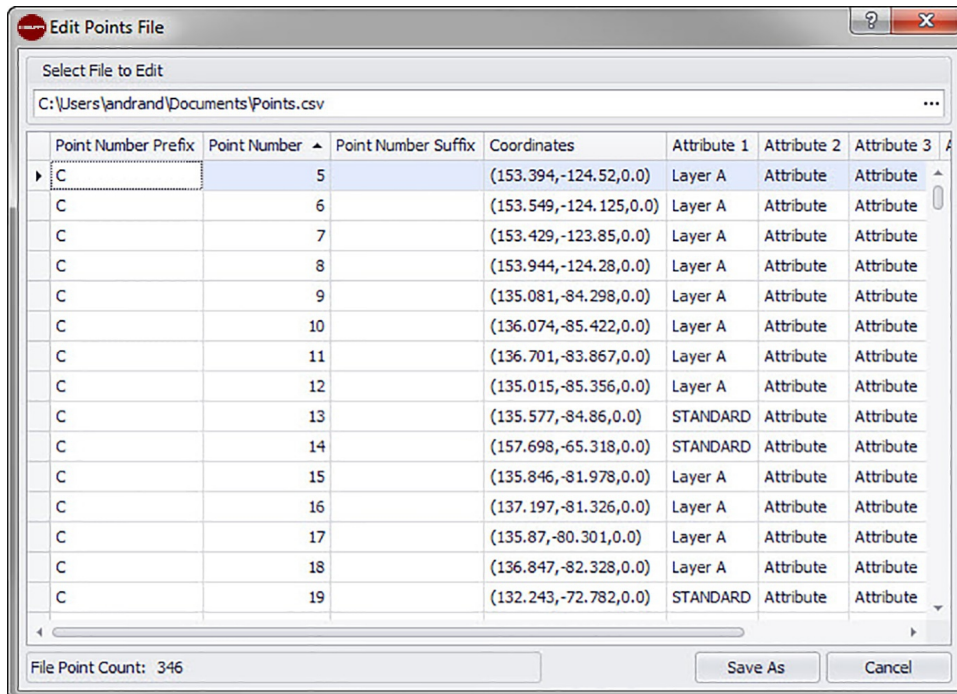 Edit Points File
Select File to Edit
C:\Users\andrand\Documents\Points.csv ...
Point Number Prefix Point Number Point Number Suffix Coordinates Attribute 1 Attribute 2 Attribute 3
C 5 (153.394,-124.52,0.0) Layer A Attribute Attribute
C 6 (153.549,-124.125,0.0) Layer A Attribute Attribute
C 7 (153.429,-123.85,0.0) Layer A Attribute Attribute
C 8 (153.944,-124.28,0.0) Layer A Attribute Attribute
C 9 (135.081,-84.298,0.0) Layer A Attribute Attribute
C 10 (136.074,-85.422,0.0) Layer A Attribute Attribute
C 11 (136.701,-83.867,0.0) Layer A Attribute Attribute
C 12 (135.015,-85.356,0.0) Layer A Attribute Attribute
C 13 (135.577,-84.86,0.0) STANDARD Attribute Attribute
C 14 (157.698,-65.318,0.0) STANDARD Attribute Attribute
C 15 (135.846,-81.978,0.0) Layer A Attribute Attribute
C 16 (137.197,-81.326,0.0) Layer A Attribute Attribute
C 17 (135.87,-80.301,0.0) Layer A Attribute Attribute
C 18 (136.847,-82.328,0.0) Layer A Attribute Attribute
C 19 (132.243,-72.782,0.0) STANDARD Attribute Attribute
File Point Count: 346 Save As Cancel